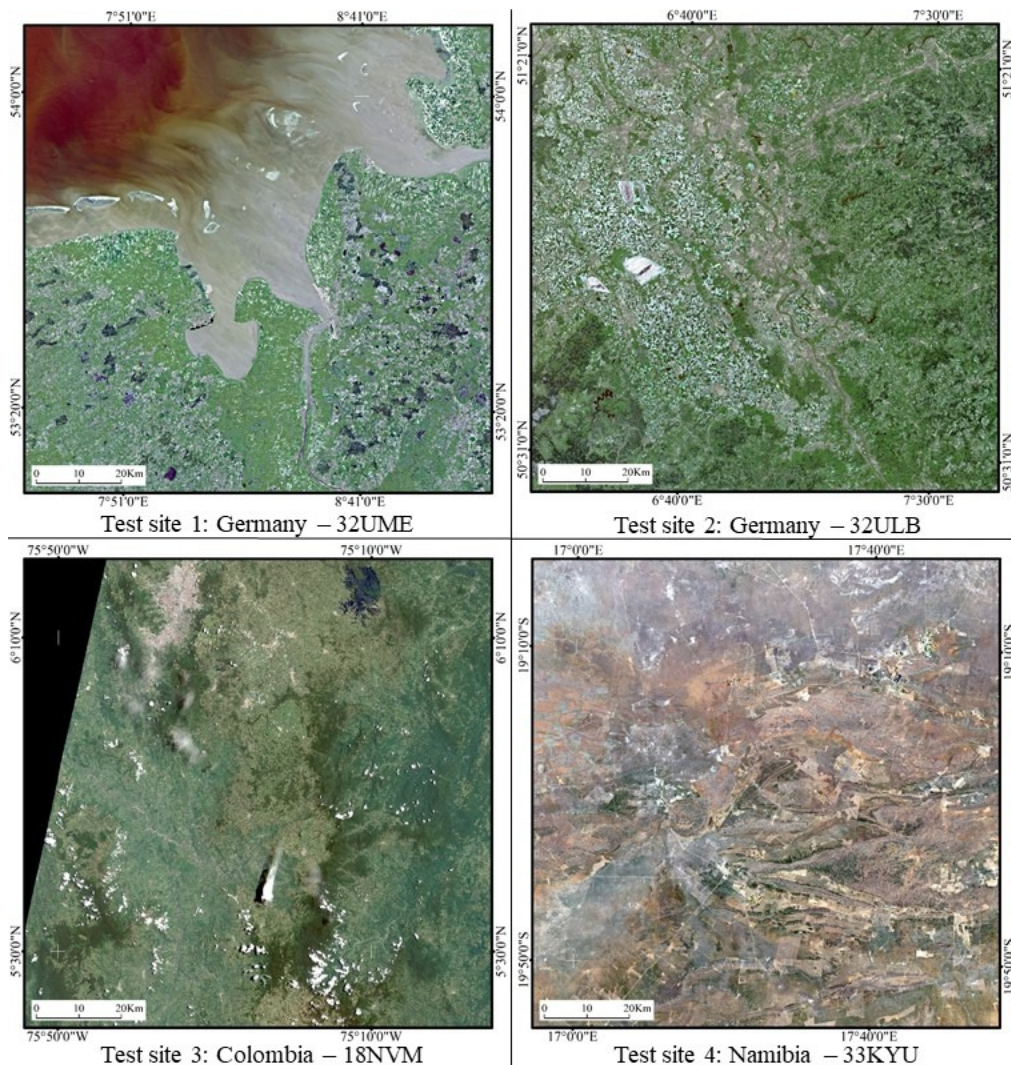 7°51'0"E 8°41'0"E
54°0'0"N 54°0'0"N
53°20'0"N 53°20'0"N
0 10 20Km
7°51'0"E 8°41'0"E
Test site 1: Germany – 32UME
6°40'0"E 7°30'0"E
51°21'0"N 51°21'0"N
50°31'0"N 50°31'0"N
0 10 20Km
6°40'0"E 7°30'0"E
Test site 2: Germany – 32ULB
75°50'0"W 75°10'0"W
6°10'0"N 6°10'0"N
5°30'0"N 5°30'0"N
0 10 20Km
75°50'0"W 75°10'0"W
Test site 3: Colombia – 18NVM
17°0'0"E 17°40'0"E
19°10'0"S 19°10'0"S
19°50'0"S 19°50'0"S
0 10 20Km
17°0'0"E 17°40'0"E
Test site 4: Namibia – 33KYU